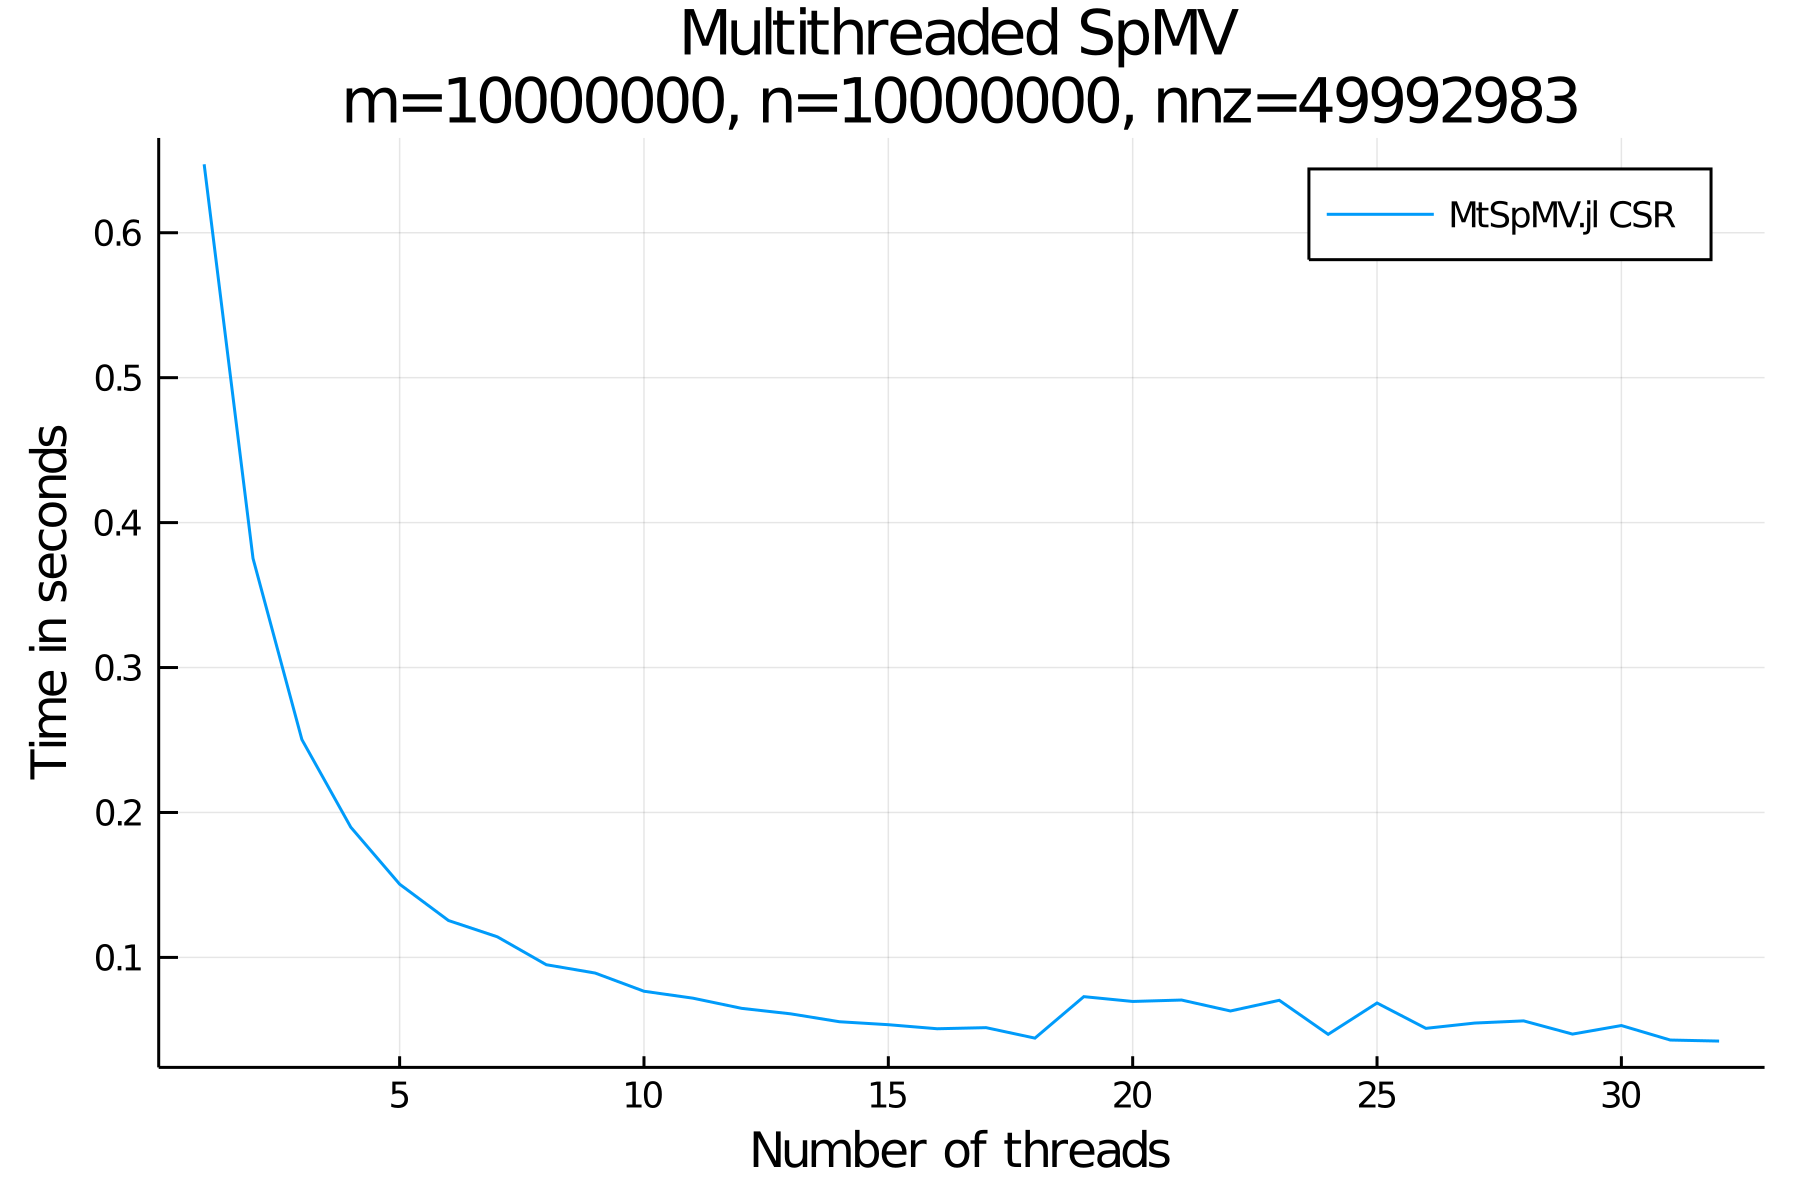 Multithreaded SpMV
m=10000000, n=10000000, nnz=49992983
MtSpMV.jl CSR
0.6
0.5
0.4
0.3
0.2
0.1
Time in seconds
5 10 15 20 25 30
Number of threads